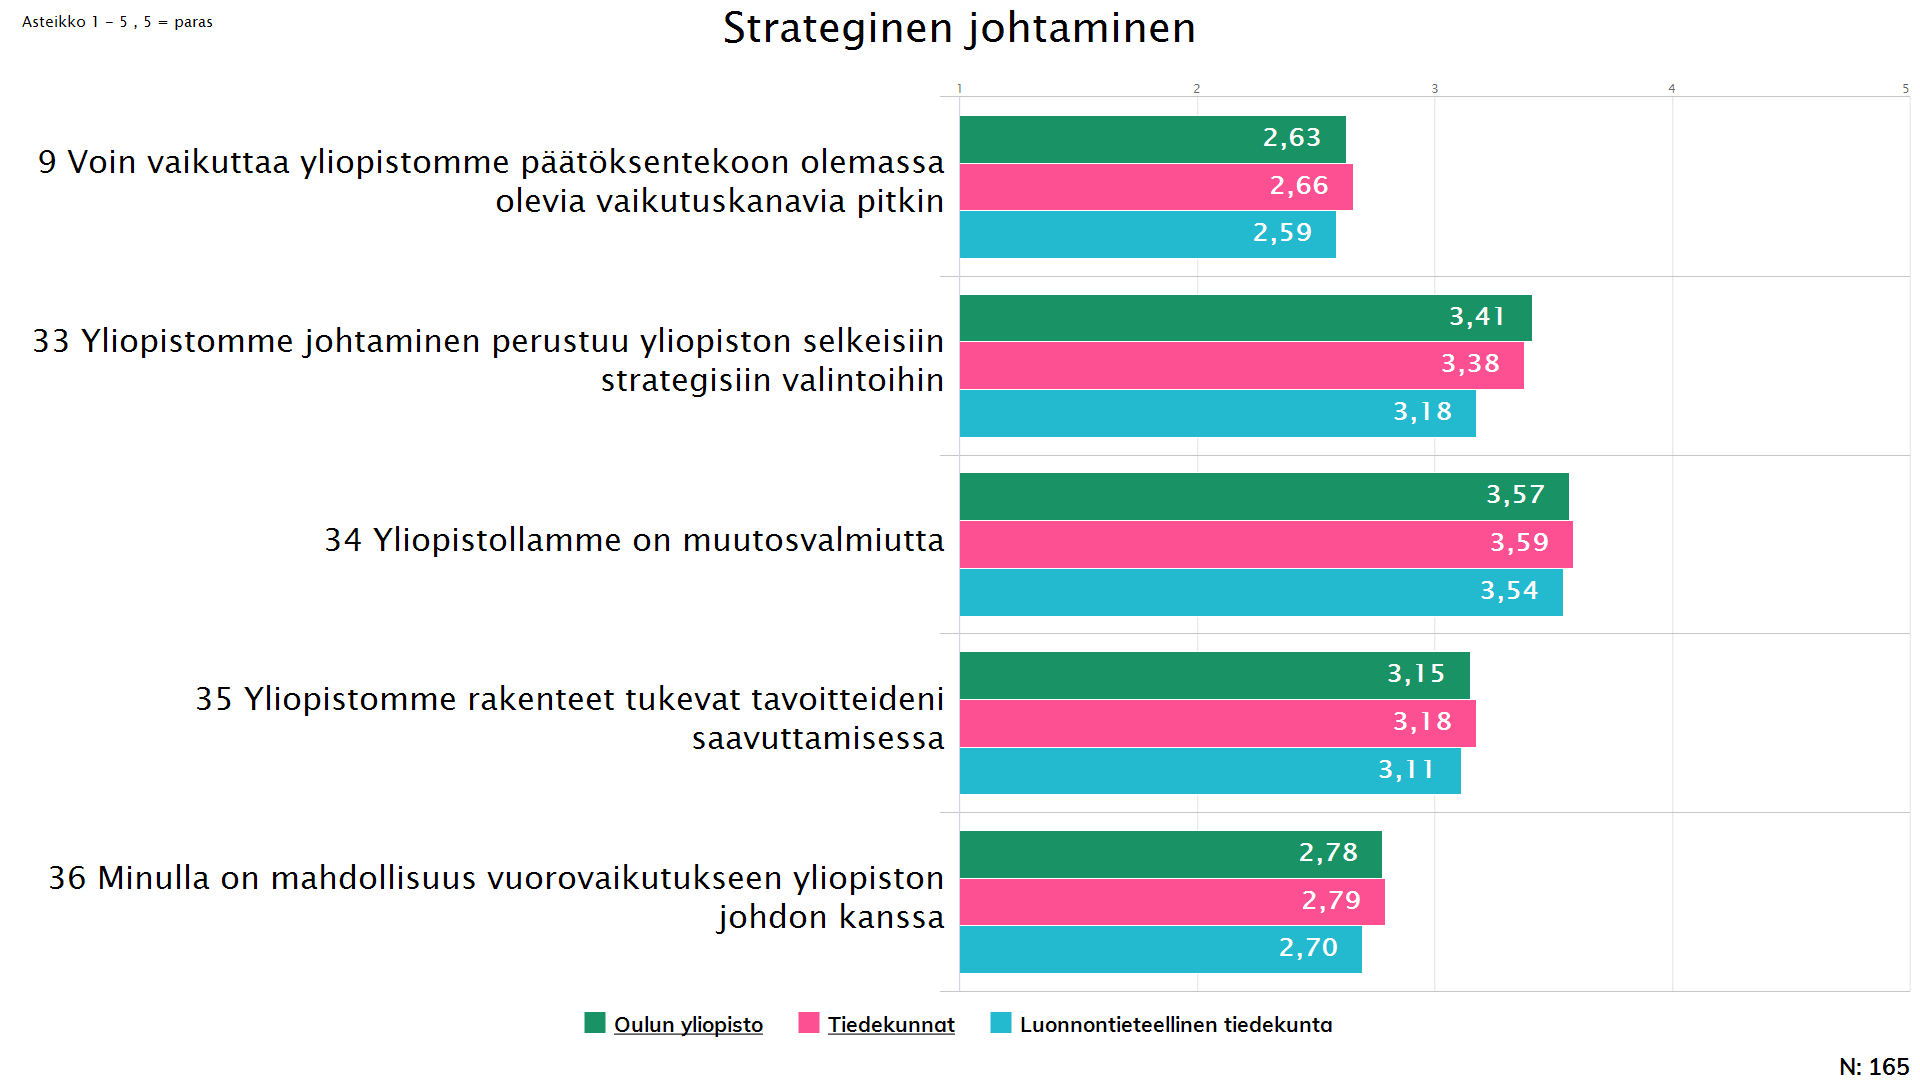 Asteikko 1 - 5 , 5 = paras
Strateginen johtaminen
1 2 3 4 5
9 Voin vaikuttaa yliopistomme päätöksentekoon olemassa
olevia vaikutuskanavia pitkin
2,63
2,66
2,59
33 Yliopistomme johtaminen perustuu yliopiston selkeisiin
strategisiin valintoihin
3,41
3,38
3,18
34 Yliopistollamme on muutosvalmiutta
3,57
3,59
3,54
35 Yliopistomme rakenteet tukevat tavoitteideni
saavuttamisessa
3,15
3,18
3,11
36 Minulla on mahdollisuus vuorovaikutukseen yliopiston
johdon kanssa
2,78
2,79
2,70
Oulun yliopisto Tiedekunnat Luonnontieteellinen tiedekunta
N: 165